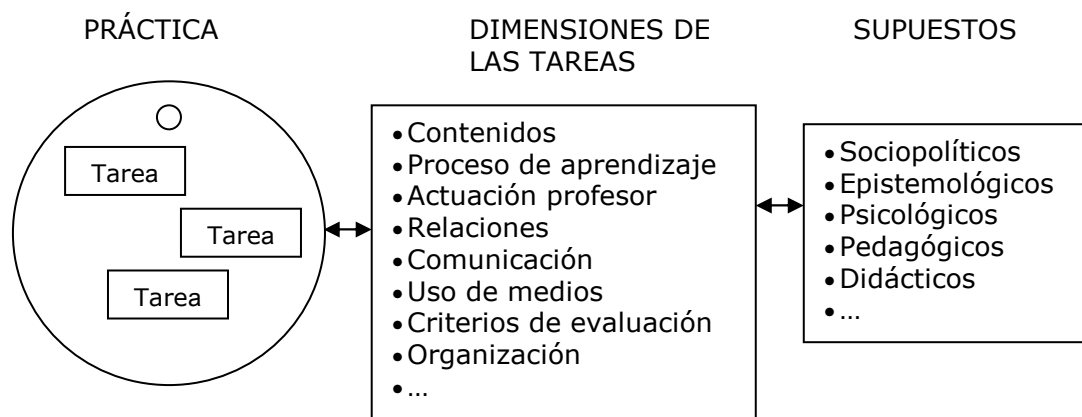 PRÁCTICA
DIMENSIONES DE
LAS TAREAS
SUPUESTOS
Tarea
Tarea
Tarea
•Contenidos
•Proceso de aprendizaje
•Actuación profesor
•Relaciones
•Comunicación
•Uso de medios
•Criterios de evaluación
•Organización
•...
•Sociopolíticos
•Epistemológicos
•Psicológicos
•Pedagógicos
•Didácticos
•...